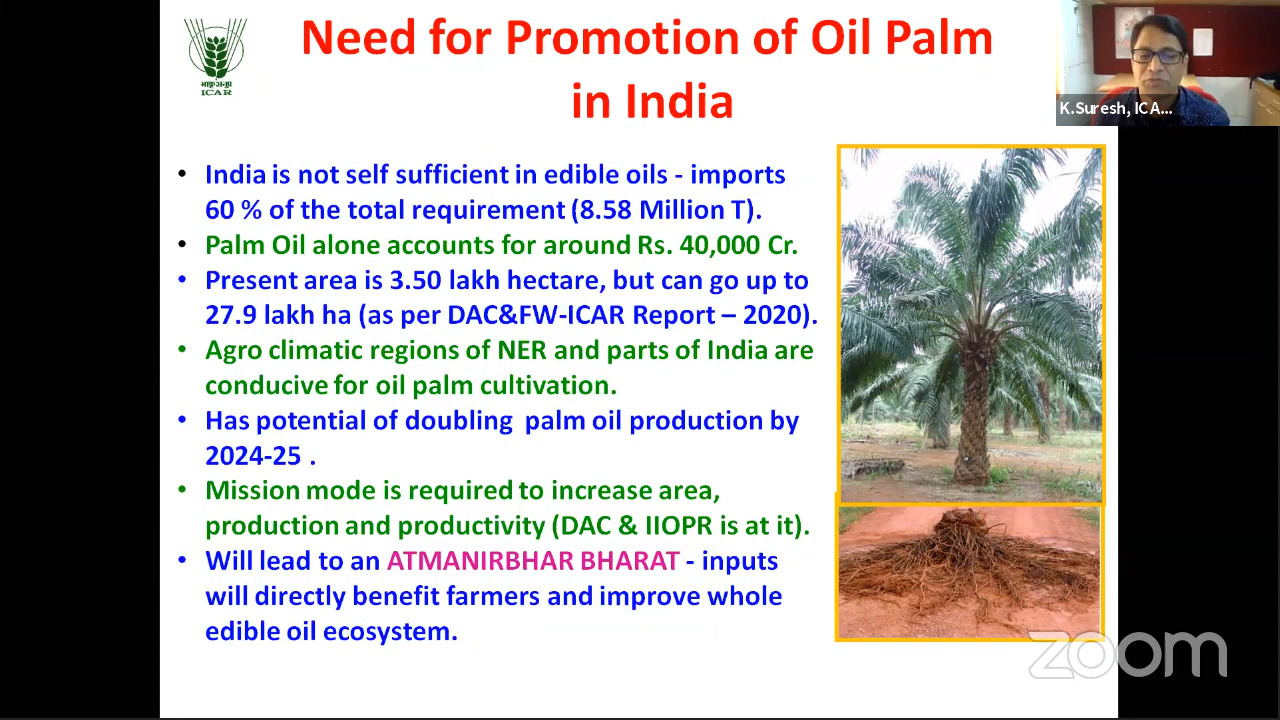 Need for Promotion of Oil Palm
in India
ICAR
K.Suresh, ICA...
• India is not self sufficient in edible oils - imports
60 % of the total requirement (8.58 Million T).
• Palm Oil alone accounts for around Rs. 40,000 Cr.
• Present area is 3.50 lakh hectare, but can go up to
27.9 lakh ha (as per DAC&FW-ICAR Report – 2020).
• Agro climatic regions of NER and parts of India are
conducive for oil palm cultivation.
• Has potential of doubling palm oil production by
2024-25 .
• Mission mode is required to increase area,
production and productivity (DAC & IIOPR is at it).
• Will lead to an ATMANIRBHAR BHARAT - inputs
will directly benefit farmers and improve whole
edible oil ecosystem.
zoom